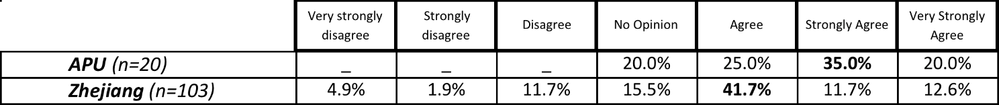 Very strongly disagree Strongly disagree Disagree No Opinion Agree Strongly Agree Very Strongly Agree
APU (n=20) _ _ _ 20.0% 25.0% 35.0% 20.0%
Zhejiang (n=103) 4.9% 1.9% 11.7% 15.5% 41.7% 11.7% 12.6%